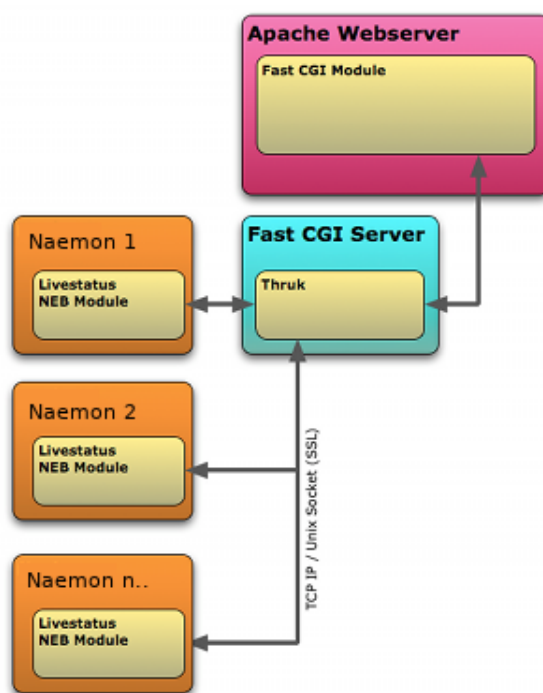 Apache Webserver
Fast CGI Module
Naemon 1
Livestatus
NEB Module
Fast CGI Server
Thruk
Naemon 2
Livestatus
NEB Module
TCP IP / Unix Socket (SSL)
Naemon n..
Livestatus
NEB Module